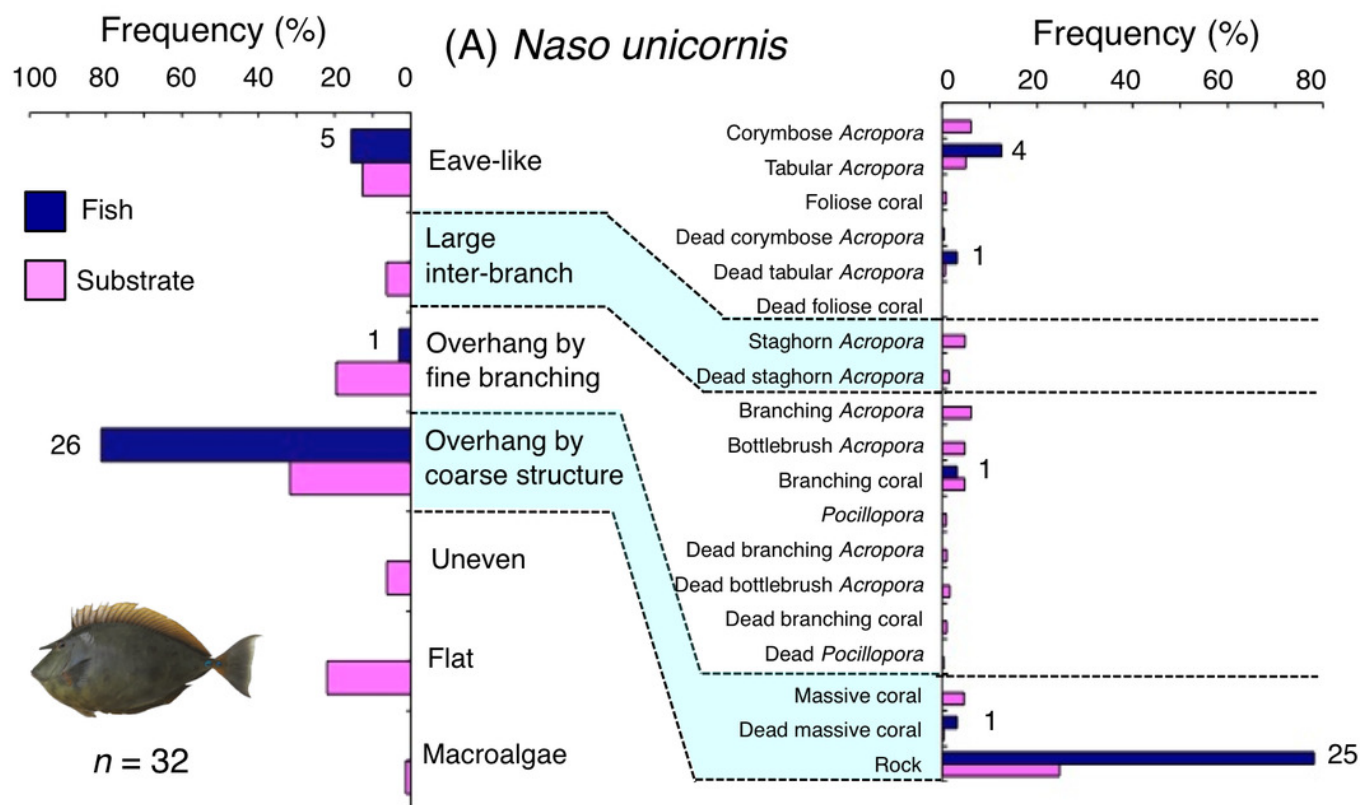 Frequency (%)
(A) Naso unicornis
Frequency (%)
100 80 60 40 20 0
0 20 40 60 80
Fish
Substrate
5
Eave-like
Large
inter-branch
1
Overhang by
fine branching
26
Overhang by
coarse structure
Uneven
Flat
Macroalgae
n = 32
Corymbose Acropora
4
Tabular Acropora
Foliose coral
Dead corymbose Acropora
1
Dead tabular Acropora
Dead foliose coral
Staghorn Acropora
Dead staghorn Acropora
Branching Acropora
Bottlebrush Acropora
1
Branching coral
Pocillopora
Dead branching Acropora
Dead bottlebrush Acropora
Dead branching coral
Dead Pocillopora
Massive coral
1
Dead massive coral
Rock
25